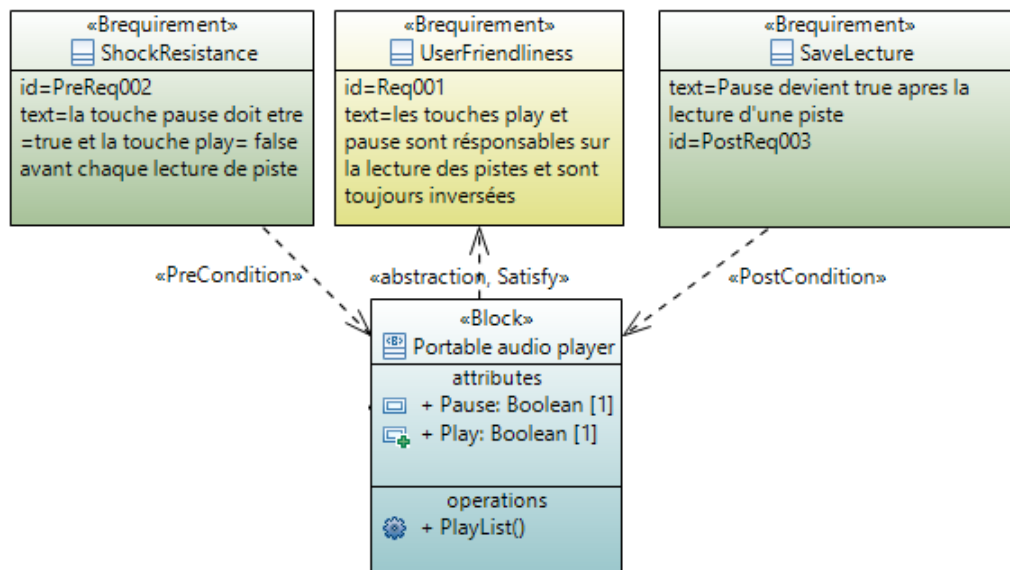 «Brequirement»
ShockResistance
id=PreReq002
text=la touche pause doit etre
=true et la touche play= false
avant chaque lecture de piste
«Brequirement»
UserFriendliness
id=Req001
text=les touches play et
pause sont résponsables sur
la lecture des pistes et sont
toujours inversées
«Brequirement»
SaveLecture
text=Pause devient true apres la
lecture d'une piste
id=PostReq003
«PreCondition»
«abstraction, Satisfy»
«PostCondition»
«Block»
«B»
Portable audio player
attributes
+ Pause: Boolean [1]
+ Play: Boolean [1]
operations
+ PlayList()